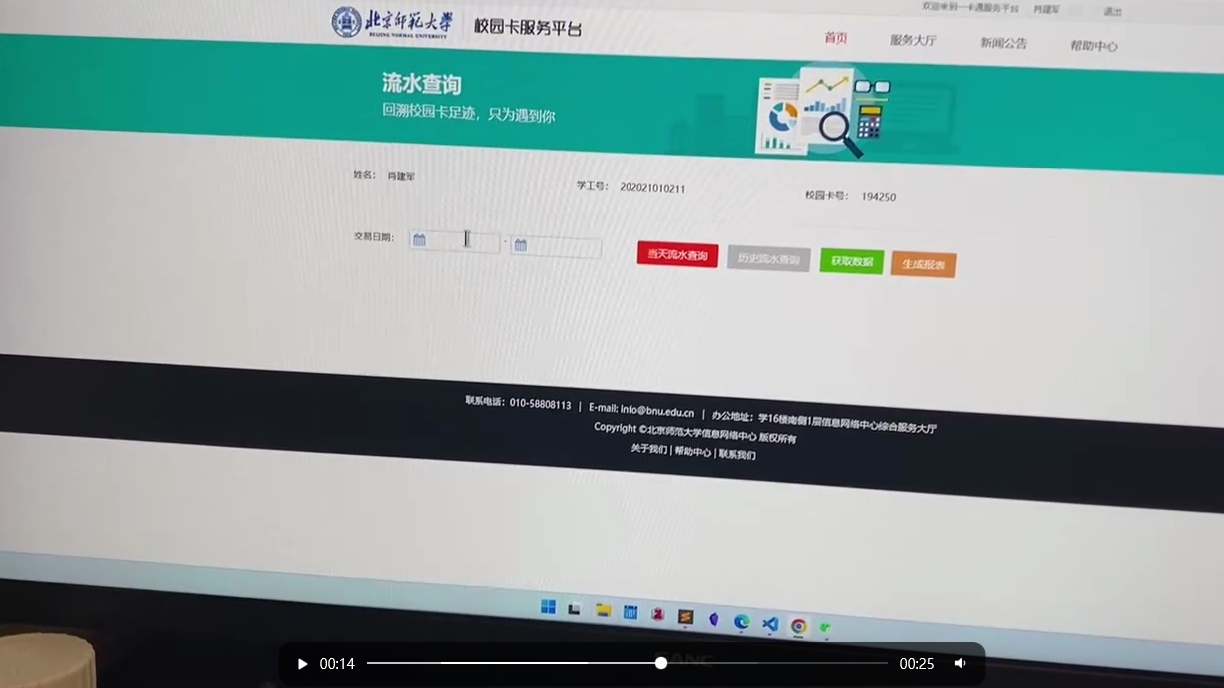 欢迎来到一卡通服务平台 肖建军 退出
北京师范大学 校园卡服务平台
BEIJING NORMAL UNIVERSITY
首页 服务大厅 新闻公告 帮助中心
流水查询
回溯校园卡足迹，只为遇到你
姓名： 肖建军 学工号： 202021010211 校园卡号： 194250
交易日期： - 当天流水查询 历史流水查询 获取数据 生成报表
联系电话：010-58808113 | E-mail: info@bnu.edu.cn | 办公地址：学16楼南侧1层信息网络中心综合服务大厅
Copyright ©北京师范大学信息网络中心 版权所有
关于我们 | 帮助中心 | 联系我们
00:14 00:25